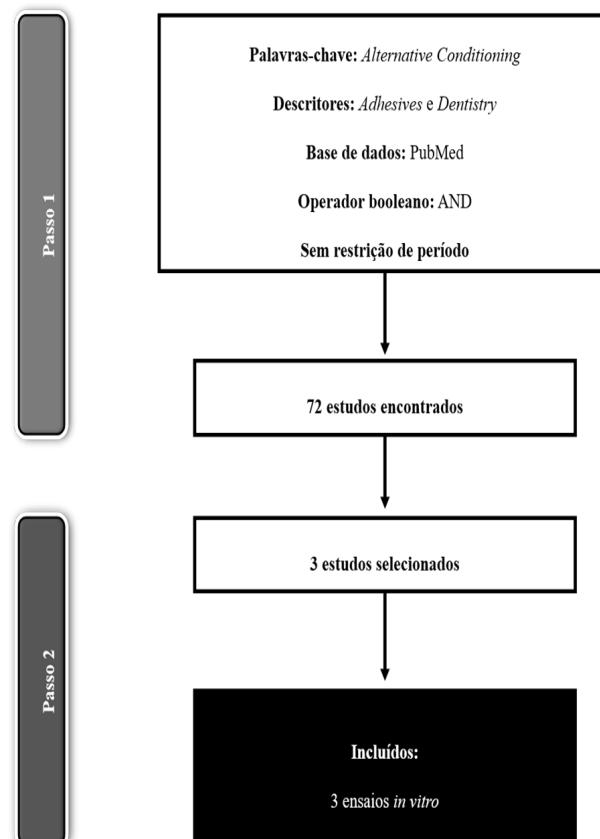 Passo 1
Palavras-chave: Alternative Conditioning
Descritores: Adhesives e Dentistry
Base de dados: PubMed
Operador booleano: AND
Sem restrição de período
72 estudos encontrados
Passo 2
3 estudos selecionados
Incluídos:
3 ensaios in vitro